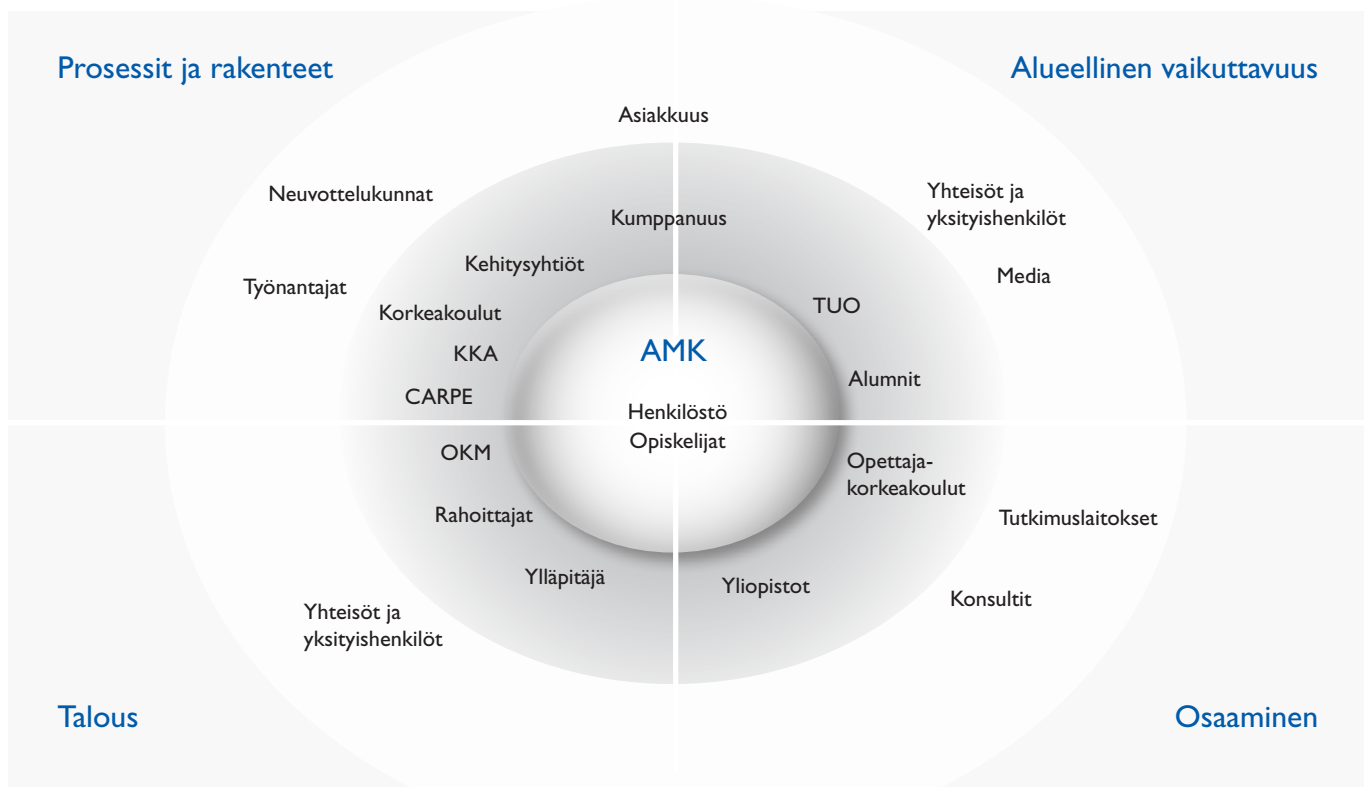 Prosessit ja rakenteet
Alueellinen vaikuttavuus
Asiakkuus
Neuvottelukunnat
Yhteisöt ja
yksityishenkilöt
Kumppanuus
Kehitysyhtiöt
Media
Työnantajat
TUO
Korkeakoulut
AMK
KKA
Alumnit
CARPE
Henkilöstö
Opiskelijat
OKM
Opettaja-
korkeakoulut
Rahoittajat
Tutkimuslaitokset
Ylläpitäjä
Yliopistot
Konsultit
Yhteisöt ja
yksityishenkilöt
Talous
Osaaminen